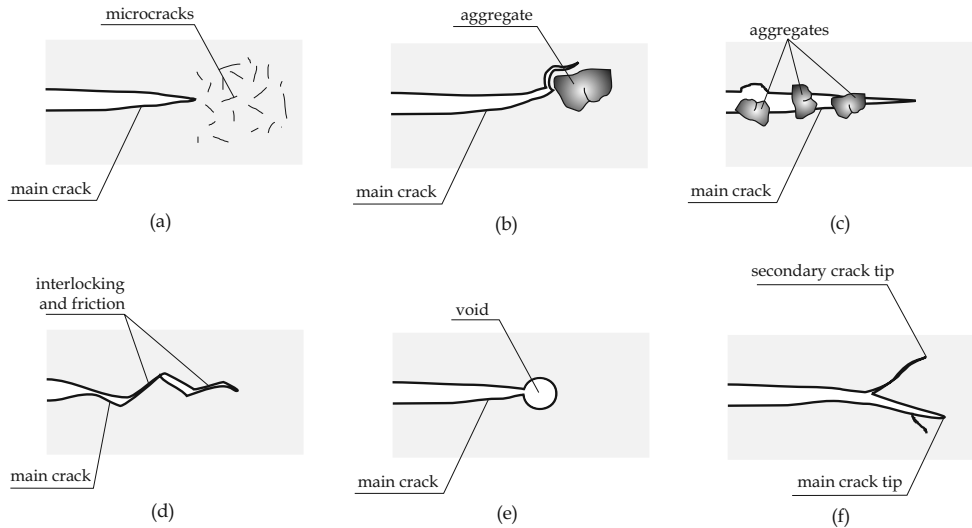 microcracks
main crack
(a)
aggregate
main crack
(b)
aggregates
main crack
(c)
interlocking
and friction
main crack
(d)
void
main crack
(e)
secondary crack tip
main crack tip
(f)